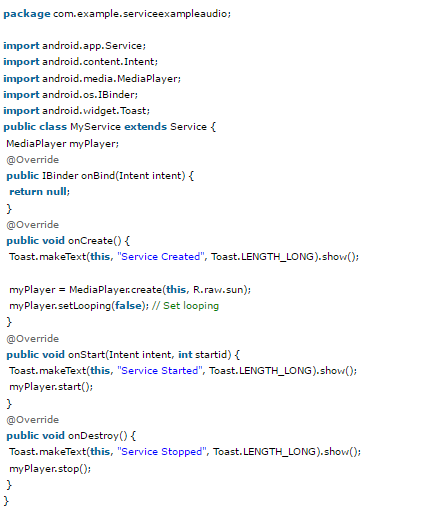 package com.example.serviceexampleaudio;

import android.app.Service;
import android.content.Intent;
import android.media.MediaPlayer;
import android.os.IBinder;
import android.widget.Toast;
public class MyService extends Service {
 MediaPlayer myPlayer;
 @Override
 public IBinder onBind(Intent intent) {
  return null;
 }
 @Override
 public void onCreate() {
  Toast.makeText(this, "Service Created", Toast.LENGTH_LONG).show();

  myPlayer = MediaPlayer.create(this, R.raw.sun);
  myPlayer.setLooping(false); // Set looping
 }
 @Override
 public void onStart(Intent intent, int startid) {
  Toast.makeText(this, "Service Started", Toast.LENGTH_LONG).show();
  myPlayer.start();
 }
 @Override
 public void onDestroy() {
  Toast.makeText(this, "Service Stopped", Toast.LENGTH_LONG).show();
  myPlayer.stop();
 }
}